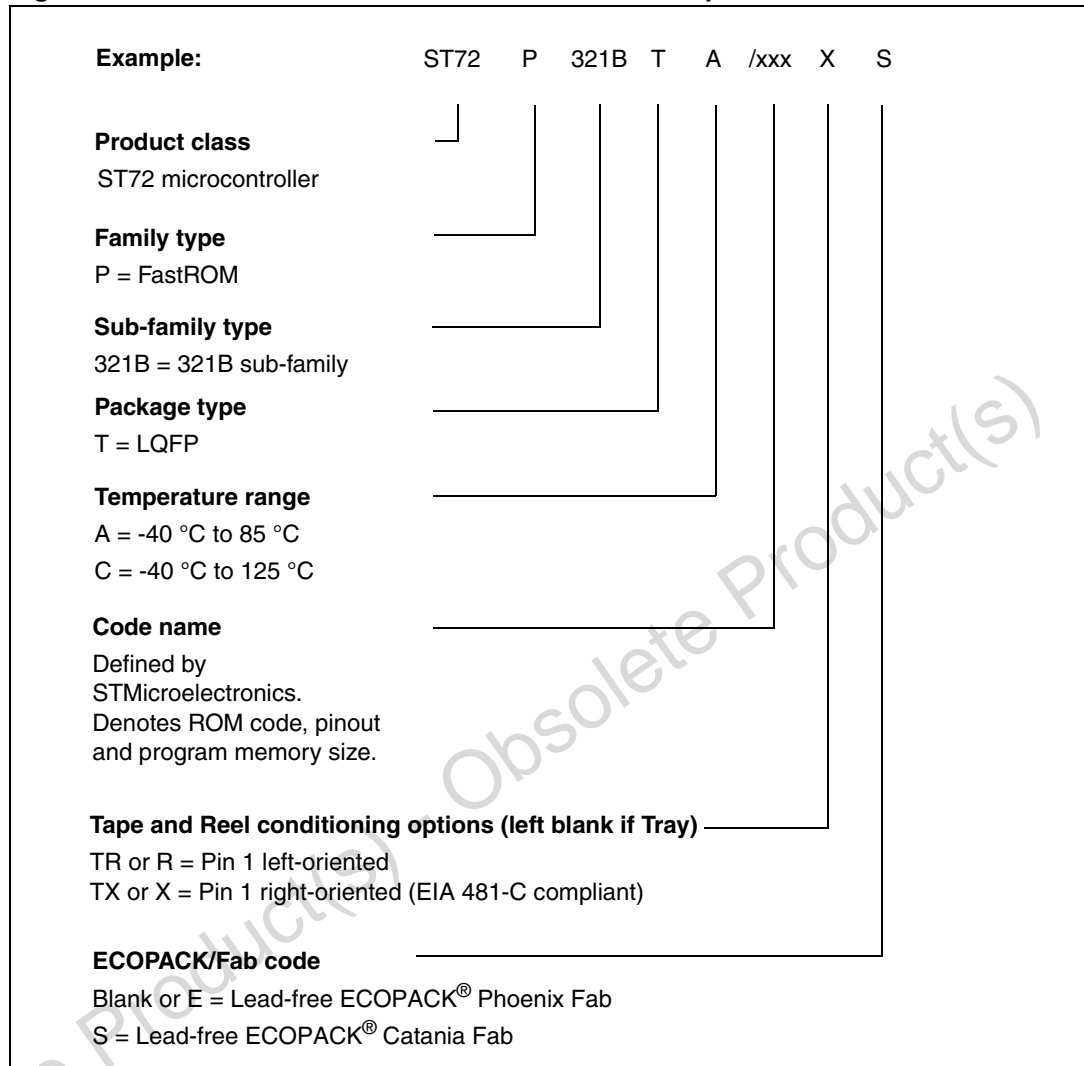 Example: ST72 P 321B T A /xxx X S
Product class
ST72 microcontroller
Family type
P = FastROM
Sub-family type
321B = 321B sub-family
Package type
T = LQFP
Temperature range
A = -40 °C to 85 °C
C = -40 °C to 125 °C
Code name
Defined by
STMicroelectronics.
Denotes ROM code, pinout
and program memory size.
Tape and Reel conditioning options (left blank if Tray)
TR or R = Pin 1 left-oriented
TX or X = Pin 1 right-oriented (EIA 481-C compliant)
ECOPACK/Fab code
Blank or E = Lead-free ECOPACK® Phoenix Fab
S = Lead-free ECOPACK® Catania Fab
Product(s) - Obsolete Product(s)